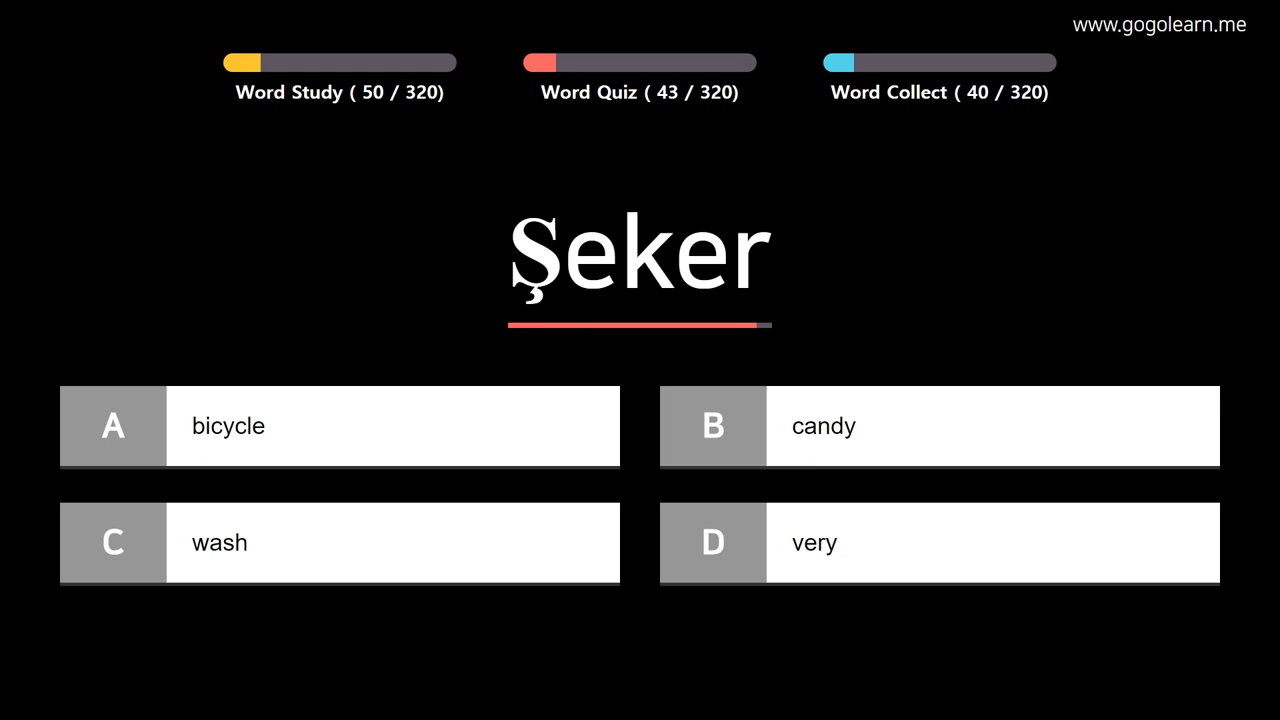 www.gogolearn.me
Word Study ( 50 / 320)
Word Quiz ( 43 / 320)
Word Collect ( 40 / 320)
Şeker
A bicycle
B candy
C wash
D very